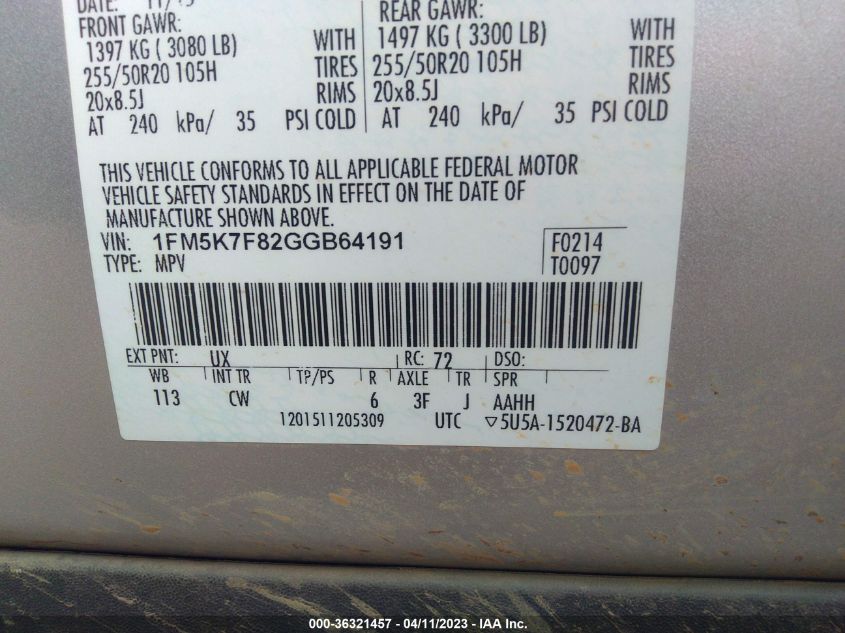 DATE: 11/15
FRONT GAWR:
1397 KG ( 3080 LB) WITH
255/50R20 105H TIRES
20x8.5J RIMS
AT 240 kPa/ 35 PSI COLD
REAR GAWR:
1497 KG ( 3300 LB) WITH
255/50R20 105H TIRES
20x8.5J RIMS
AT 240 kPa/ 35 PSI COLD
THIS VEHICLE CONFORMS TO ALL APPLICABLE FEDERAL MOTOR
VEHICLE SAFETY STANDARDS IN EFFECT ON THE DATE OF
MANUFACTURE SHOWN ABOVE.
VIN: 1FM5K7F82GGB64191 F0214
TYPE: MPV T0097
EXT PNT: UX RC: 72 DSO:
WB INT TR TP/PS R AXLE TR SPR
113 CW 6 3F J AAHH
1201511205309 UTC ▽5U5A-1520472-BA
000-36321457 - 04/11/2023 - IAA Inc.